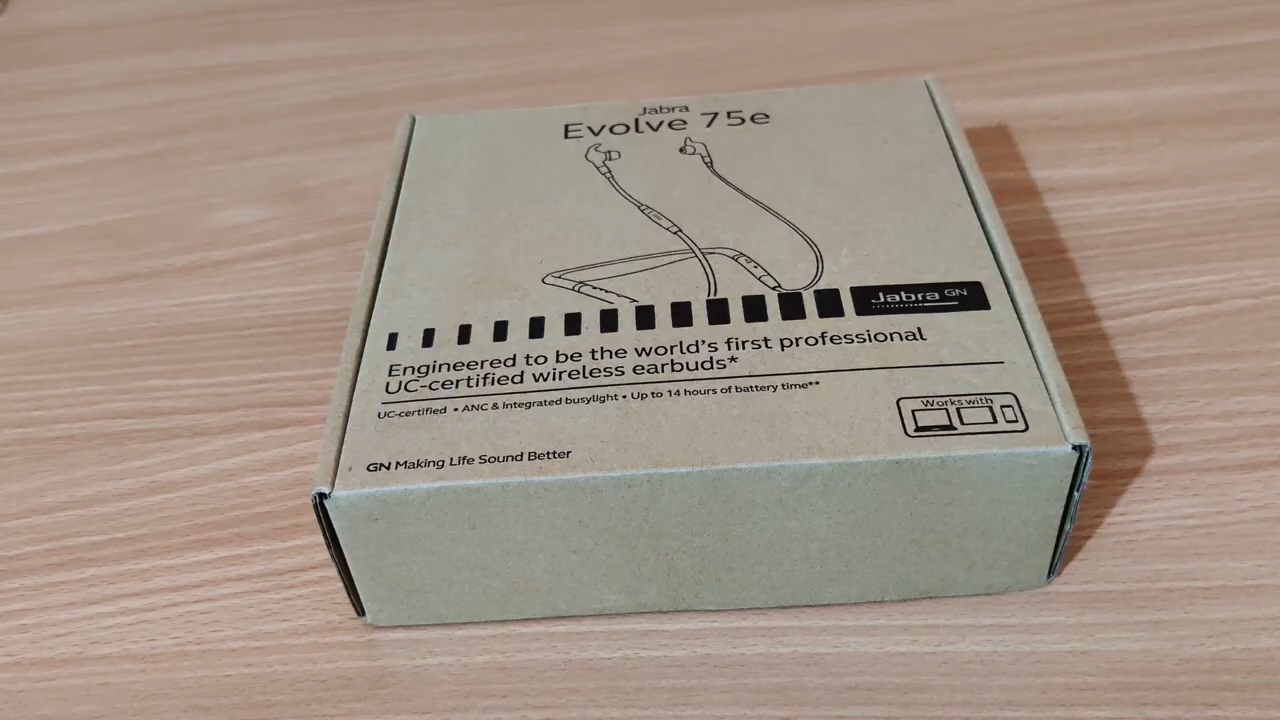 Jabra
Evolve 75e
Jabra GN
Engineered to be the world's first professional
UC-certified wireless earbuds*
UC-certified • ANC & Integrated busylight • Up to 14 hours of battery time**
Works with
GN Making Life Sound Better